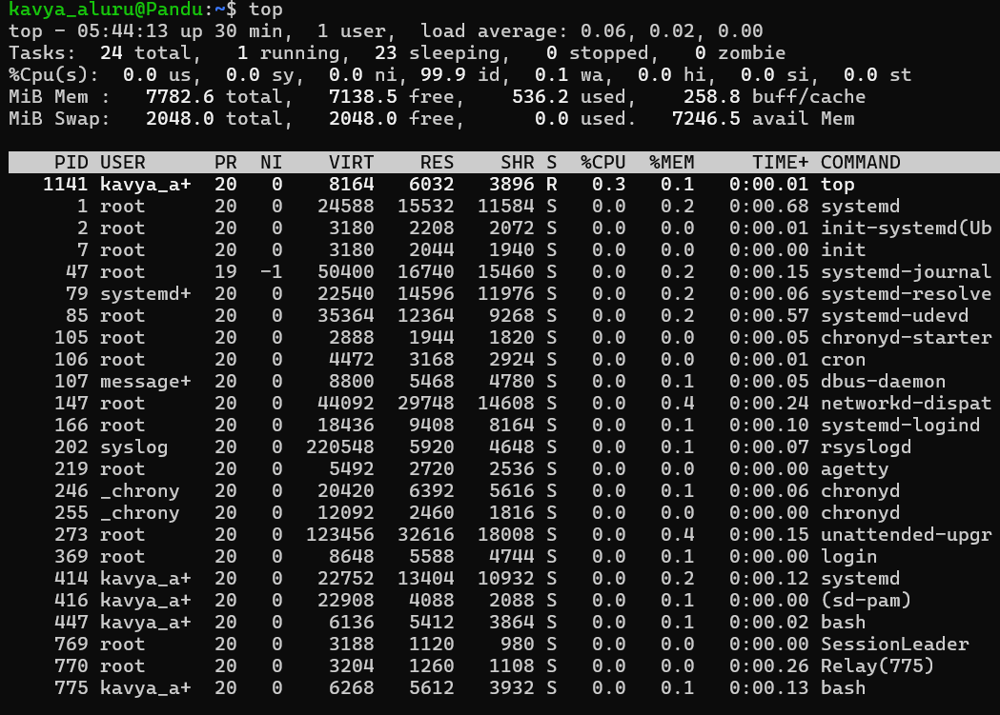 kavya_aluru@Pandu:~$ top
top - 05:44:13 up 30 min,  1 user,  load average: 0.06, 0.02, 0.00
Tasks:  24 total,   1 running,  23 sleeping,   0 stopped,   0 zombie
%Cpu(s):  0.0 us,  0.0 sy,  0.0 ni, 99.9 id,  0.1 wa,  0.0 hi,  0.0 si,  0.0 st
MiB Mem :   7782.6 total,   7138.5 free,    536.2 used,    258.8 buff/cache
MiB Swap:   2048.0 total,   2048.0 free,      0.0 used.   7246.5 avail Mem
    PID USER      PR  NI    VIRT    RES    SHR S  %CPU  %MEM     TIME+ COMMAND
   1141 kavya_a+  20   0    8164   6032   3896 R   0.3   0.1   0:00.01 top
      1 root      20   0   24588  15532  11584 S   0.0   0.2   0:00.68 systemd
      2 root      20   0    3180   2208   2072 S   0.0   0.0   0:00.01 init-systemd(Ub
      7 root      20   0    3180   2044   1940 S   0.0   0.0   0:00.00 init
     47 root      19  -1   50400  16740  15460 S   0.0   0.2   0:00.15 systemd-journal
     79 systemd+  20   0   22540  14596  11976 S   0.0   0.2   0:00.06 systemd-resolve
     85 root      20   0   35364  12364   9268 S   0.0   0.2   0:00.57 systemd-udevd
    105 root      20   0    2888   1944   1820 S   0.0   0.0   0:00.05 chronyd-starter
    106 root      20   0    4472   3168   2924 S   0.0   0.0   0:00.01 cron
    107 message+  20   0    8800   5468   4780 S   0.0   0.1   0:00.05 dbus-daemon
    147 root      20   0   44092  29748  14608 S   0.0   0.4   0:00.24 networkd-dispat
    166 root      20   0   18436   9408   8164 S   0.0   0.1   0:00.10 systemd-logind
    202 syslog    20   0  220548   5920   4648 S   0.0   0.1   0:00.07 rsyslogd
    219 root      20   0    5492   2720   2536 S   0.0   0.0   0:00.00 agetty
    246 _chrony   20   0   20420   6392   5616 S   0.0   0.1   0:00.06 chronyd
    255 _chrony   20   0   12092   2460   1816 S   0.0   0.0   0:00.00 chronyd
    273 root      20   0  123456  32616  18008 S   0.0   0.4   0:00.15 unattended-upgr
    369 root      20   0    8648   5588   4744 S   0.0   0.1   0:00.00 login
    414 kavya_a+  20   0   22752  13404  10932 S   0.0   0.2   0:00.12 systemd
    416 kavya_a+  20   0   22908   4088   2088 S   0.0   0.1   0:00.00 (sd-pam)
    447 kavya_a+  20   0    6136   5412   3864 S   0.0   0.1   0:00.02 bash
    769 root      20   0    3188   1120    980 S   0.0   0.0   0:00.00 SessionLeader
    770 root      20   0    3204   1260   1108 S   0.0   0.0   0:00.26 Relay(775)
    775 kavya_a+  20   0    6268   5612   3932 S   0.0   0.1   0:00.13 bash